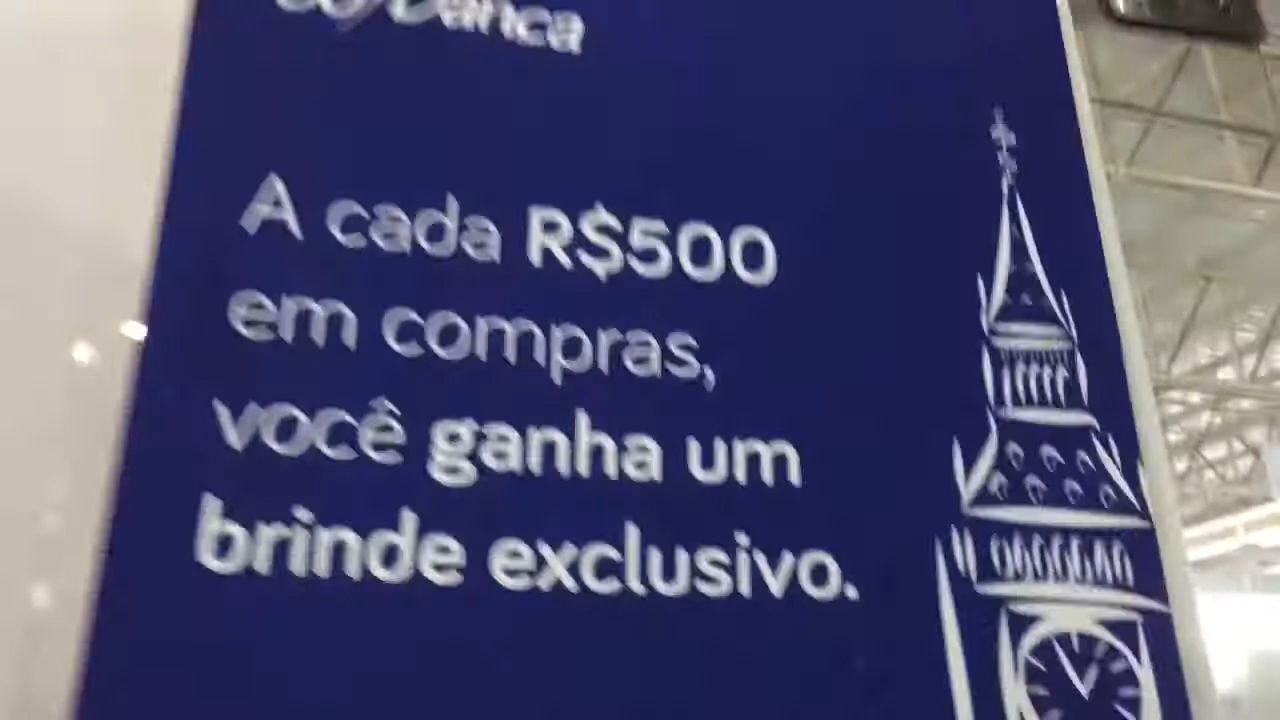 A cada R$500
em compras,
você ganha um
brinde exclusivo.